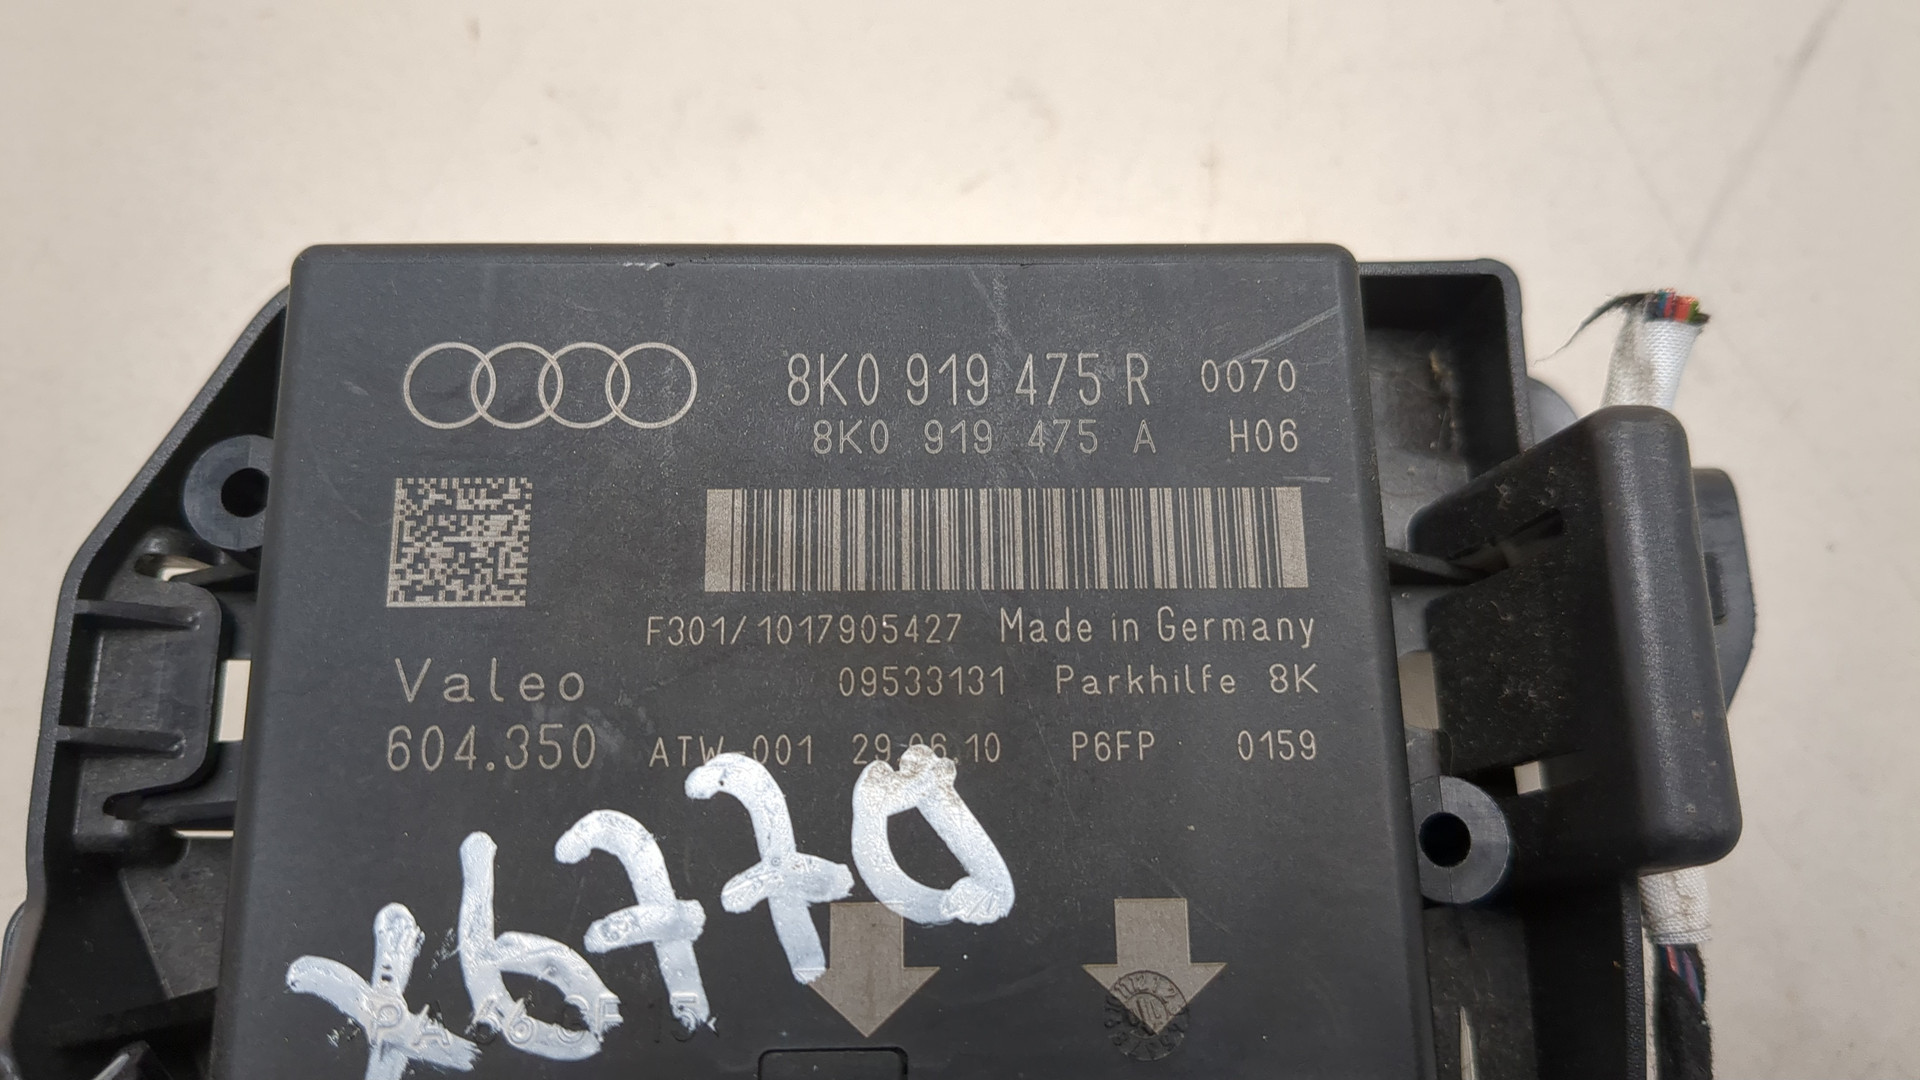 8K0 919 475 R 0070
8K0 919 475 A H06
F301/1017905427 Made in Germany
Valeo 09533131 Parkhilfe 8K
604.350 ATW 001 29.06.10 P6FP 0159
X6770